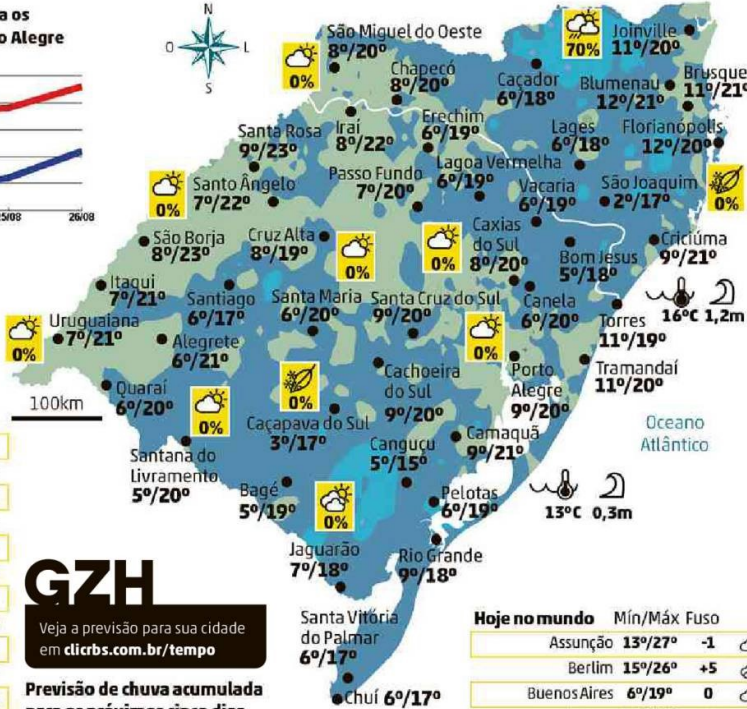 a os
o Alegre
25/08
26/08
N
O
L
S
São Miguel do Oeste
8º/20º
0%
Chapecó
8º/20º
Caçador
6º/18º
70%
Joinville
11º/20º
Blumenau
12º/21º
Brusque
11º/21º
Santa Rosa
9º/23º
Iraí
8º/22º
Erechim
6º/19º
Lages
6º/18º
Florianópolis
12º/20º
0%
Santo Ângelo
7º/22º
Passo Fundo
7º/20º
Lagoa Vermelha
6º/19º
Vacaria
6º/19º
São Joaquim
2º/17º
0%
São Borja
8º/23º
Cruz Alta
8º/19º
0%
0%
Caxias
do Sul
8º/20º
Bom Jesus
5º/18º
Criciúma
9º/21º
Itaqui
7º/21º
Santiago
6º/17º
Santa Maria
6º/20º
Santa Cruz do Sul
9º/20º
Canela
6º/20º
16ºC 1,2m
Torres
11º/19º
0%
Uruguaiana
7º/21º
Alegrete
6º/21º
0%
Cachoeira
do Sul
9º/20º
Porto
Alegre
9º/20º
Tramandaí
11º/20º
Quaraí
6º/20º
100km
0%
0%
Caçapava do Sul
3º/17º
Canguçu
5º/15º
Camaquã
9º/21º
Oceano
Atlântico
Santana do
Livramento
5º/20º
Bagé
5º/19º
0%
Pelotas
6º/19º
13ºC 0,3m
Jaguarão
7º/18º
Rio Grande
9º/18º
GZH
Veja a previsão para sua cidade
em clicrbs.com.br/tempo
Santa Vitória
do Palmar
6º/17º
Chuí 6º/17º
Previsão de chuva acumulada
Hoje no mundo Mín/Máx Fuso
Assunção 13º/27º -1
Berlim 15º/26º +5
Buenos Aires 6º/19º 0